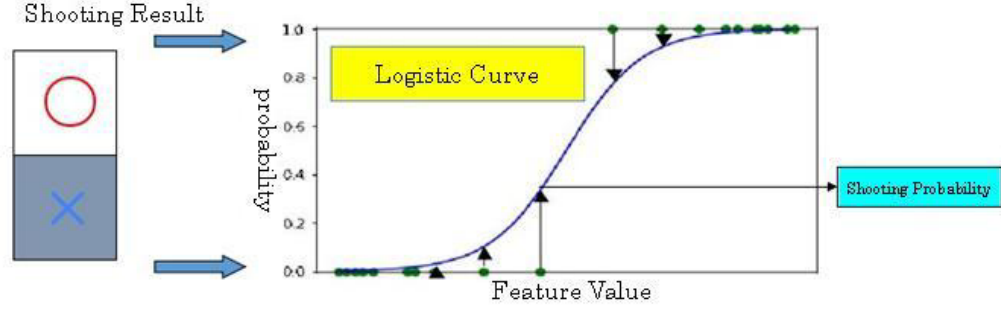 Shooting Result
1.0
Logistic Curve
0.8
probability
0.6
0.4
Shooting Probability
0.2
0.0
Feature Value